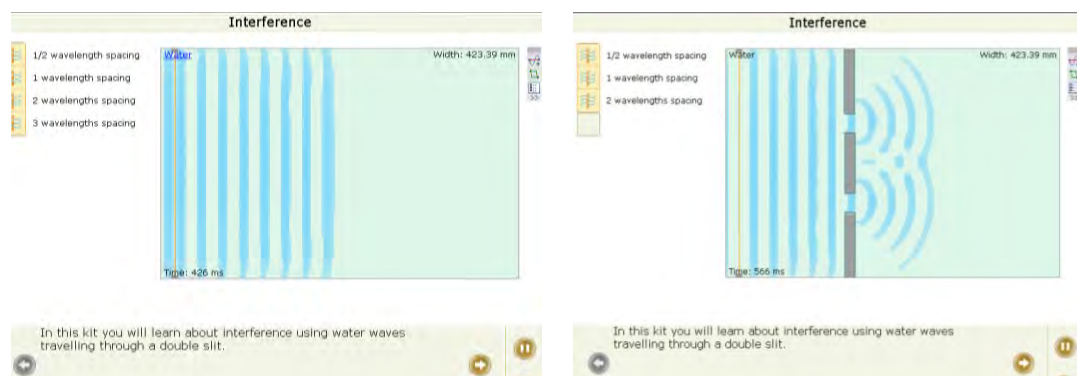 Interference
1/2 wavelength spacing
1 wavelength spacing
2 wavelengths spacing
3 wavelengths spacing
Water
Width: 423.39 mm
Time: 426 ms
In this kit you will learn about interference using water waves
travelling through a double slit.
Interference
1/2 wavelength spacing
1 wavelength spacing
2 wavelengths spacing
Water
Width: 423.39 mm
Time: 566 ms
In this kit you will learn about interference using water waves
travelling through a double slit.